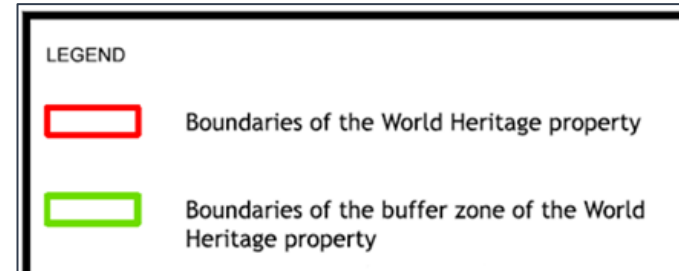 LEGEND
Boundaries of the World Heritage property
Boundaries of the buffer zone of the World
Heritage property